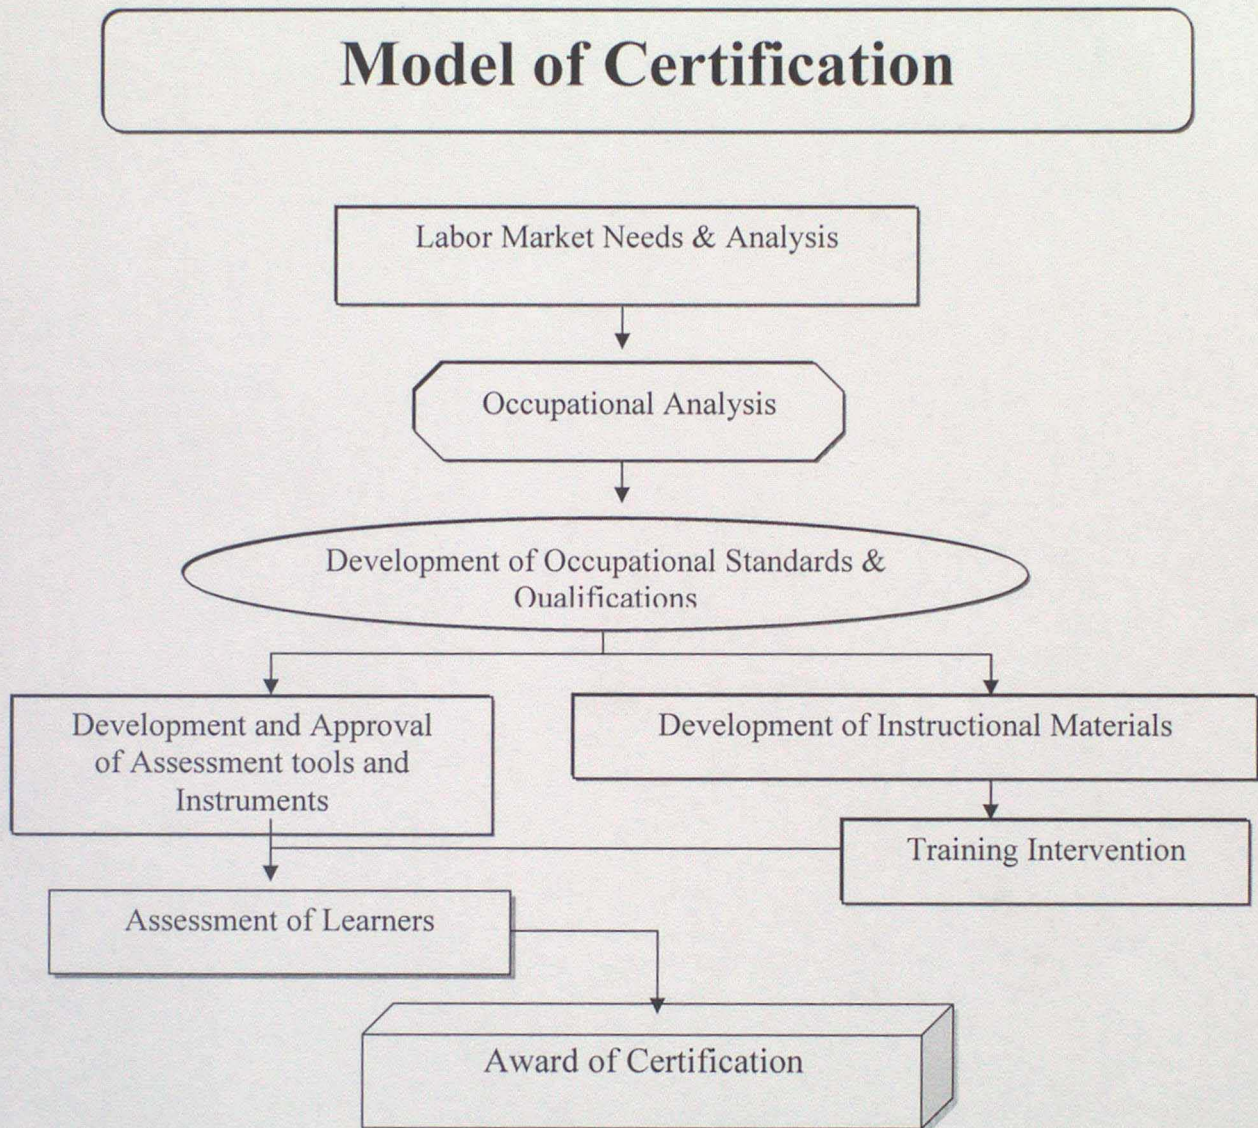 Model of Certification
Labor Market Needs & Analysis
Occupational Analysis
Development of Occupational Standards &
Qualifications
Development and Approval
of Assessment tools and
Instruments
Development of Instructional Materials
Training Intervention
Assessment of Learners
Award of Certification